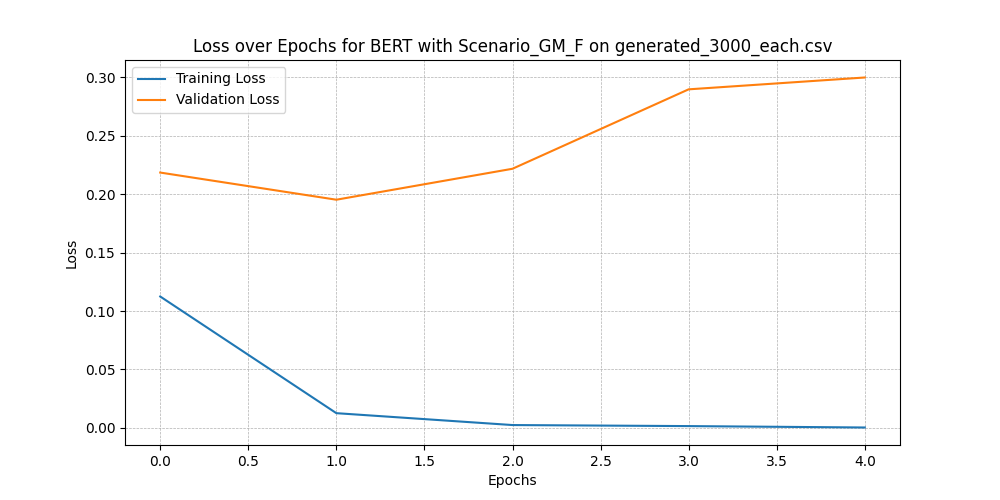 Loss over Epochs for BERT with Scenario_GM_F on generated_3000_each.csv
Training Loss
Validation Loss
0.30
0.25
0.20
0.15
0.10
0.05
0.00
Loss
0.0 0.5 1.0 1.5 2.0 2.5 3.0 3.5 4.0
Epochs